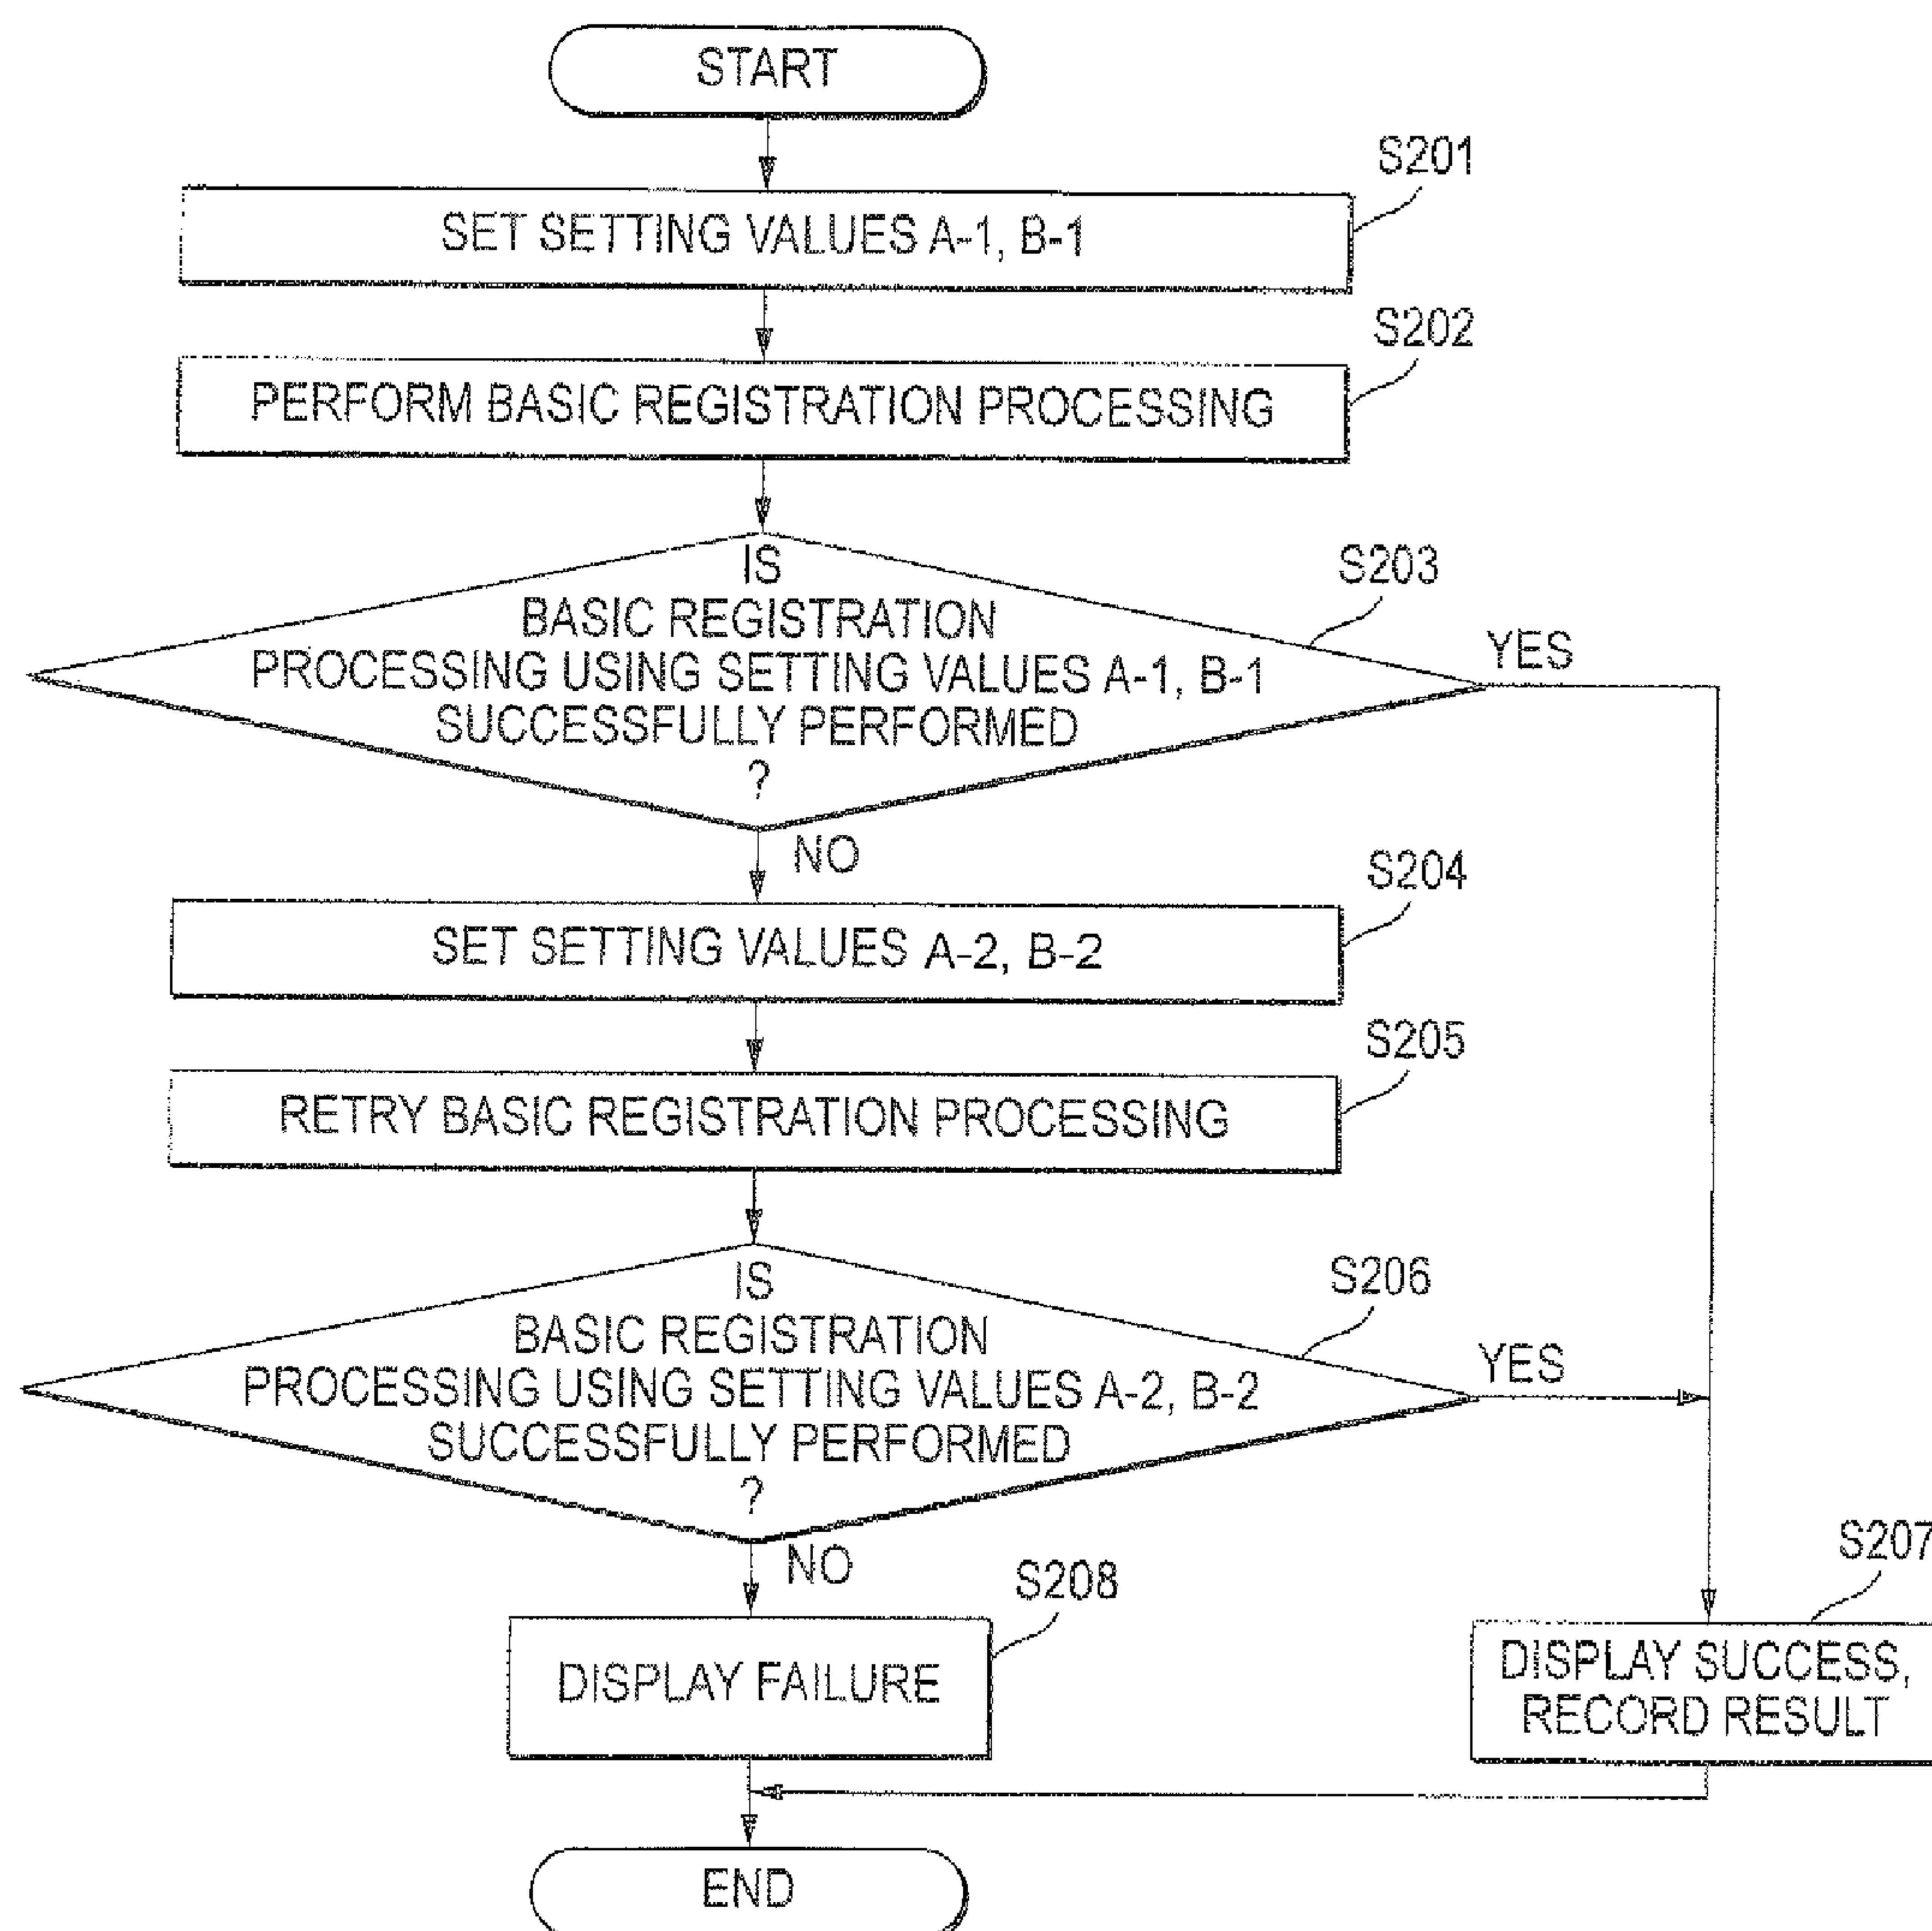 START
S201
SET SETTING VALUES A-1, B-1
S202
PERFORM BASIC REGISTRATION PROCESSING
S203
IS
BASIC REGISTRATION
PROCESSING USING SETTING VALUES A-1, B-1
SUCCESSFULLY PERFORMED
?
YES
NO
S204
SET SETTING VALUES A-2, B-2
S205
RETRY BASIC REGISTRATION PROCESSING
S206
IS
BASIC REGISTRATION
PROCESSING USING SETTING VALUES A-2, B-2
SUCCESSFULLY PERFORMED
?
YES
NO
S208
DISPLAY FAILURE
S207
DISPLAY SUCCESS,
RECORD RESULT
END